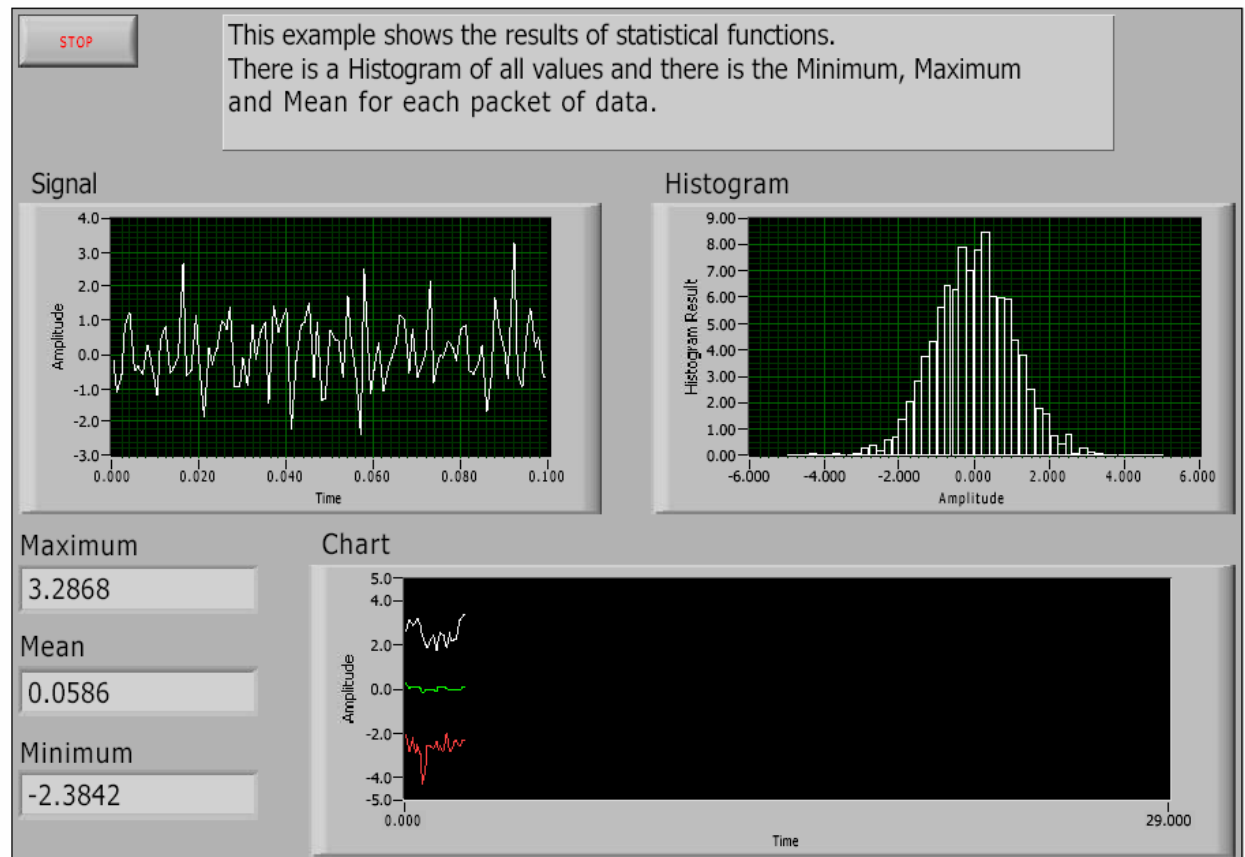 STOP
This example shows the results of statistical functions.
There is a Histogram of all values and there is the Minimum, Maximum
and Mean for each packet of data.
Signal
4.0
3.0
2.0
1.0
0.0
-1.0
-2.0
-3.0
Amplitude
0.000 0.020 0.040 0.060 0.080 0.100
Time
Histogram
9.00
8.00
7.00
6.00
5.00
4.00
3.00
2.00
1.00
0.00
Histogram Result
-6.000 -4.000 -2.000 0.000 2.000 4.000 6.000
Amplitude
Maximum
3.2868
Mean
0.0586
Minimum
-2.3842
Chart
5.0
4.0
2.0
0.0
-2.0
-4.0
-5.0
Amplitude
0.000 29.000
Time